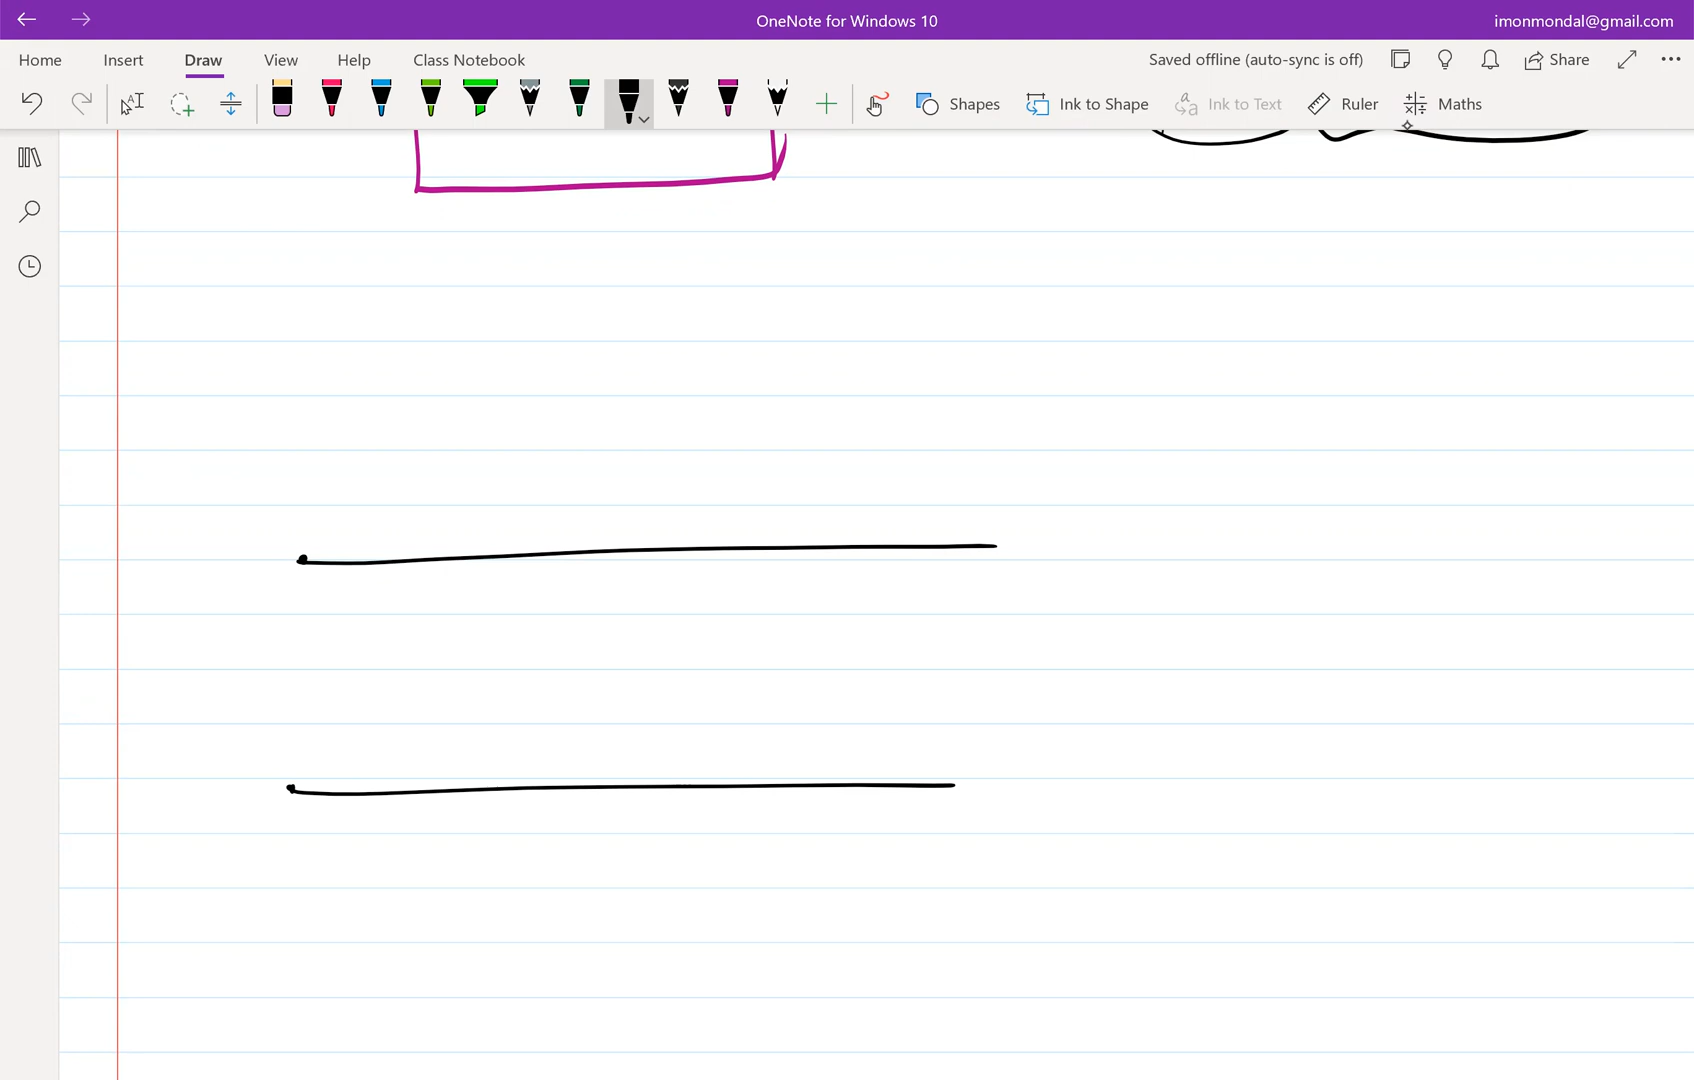 OneNote for Windows 10
imonmondal@gmail.com
Home Insert Draw View Help Class Notebook
Saved offline (auto-sync is off) Share
Shapes Ink to Shape Ink to Text Ruler Maths